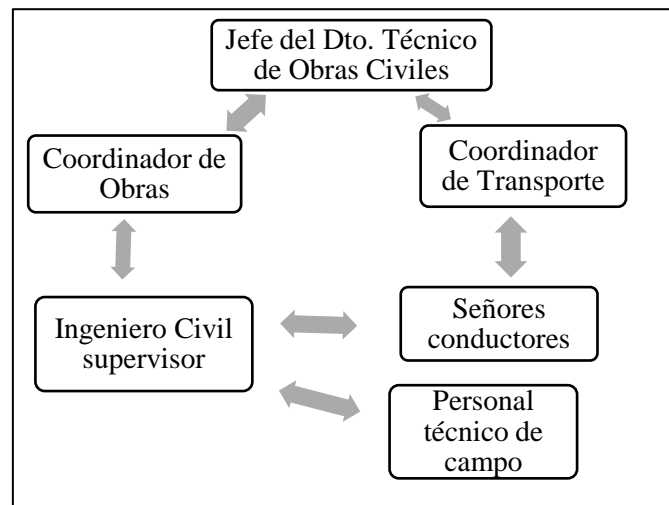 Jefe del Dto. Técnico
de Obras Civiles
Coordinador de
Obras
Coordinador
de Transporte
Ingeniero Civil
supervisor
Señores
conductores
Personal
técnico de
campo